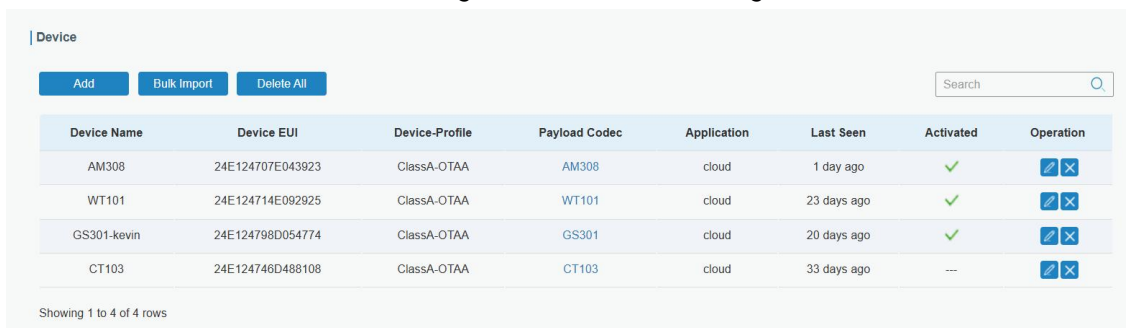 Device
Add Bulk Import Delete All Search
Device Name Device EUI Device-Profile Payload Codec Application Last Seen Activated Operation
AM308 24E124707E043923 ClassA-OTAA AM308 cloud 1 day ago
WT101 24E124714E092925 ClassA-OTAA WT101 cloud 23 days ago
GS301-kevin 24E124798D054774 ClassA-OTAA GS301 cloud 20 days ago
CT103 24E124746D488108 ClassA-OTAA CT103 cloud 33 days ago ---
Showing 1 to 4 of 4 rows